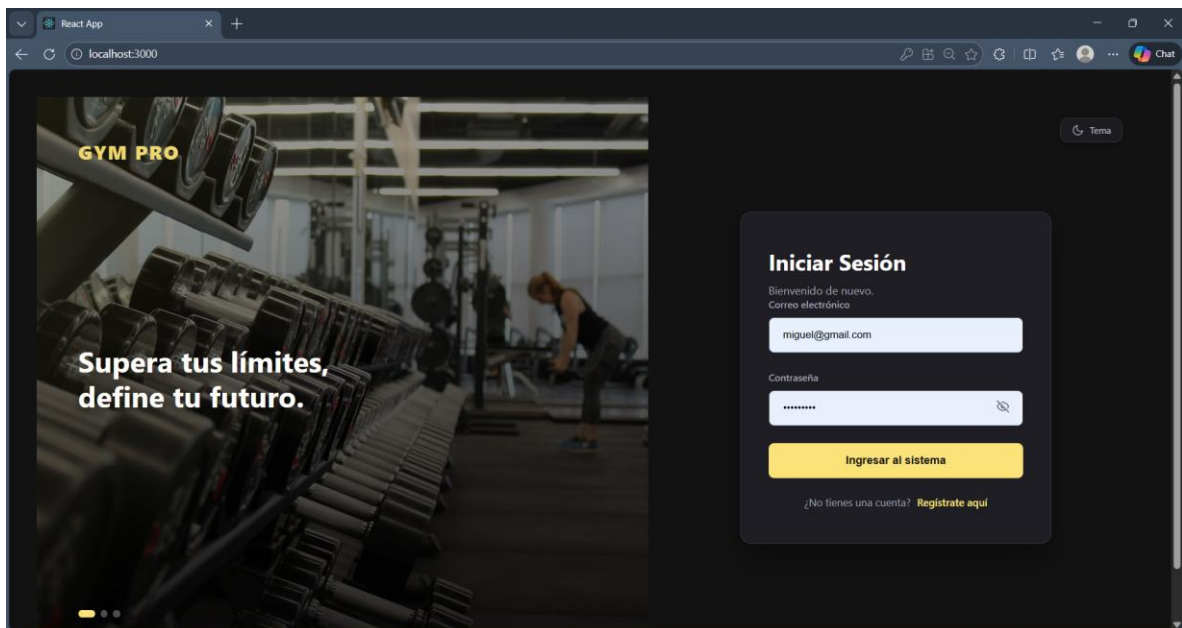 React App
localhost:3000
Chat
GYM PRO
Supera tus límites,
define tu futuro.
Tema
Iniciar Sesión
Bienvenido de nuevo.
Correo electrónico
miguel@gmail.com
Contraseña
•••••••••
Ingresar al sistema
¿No tienes una cuenta? Regístrate aquí